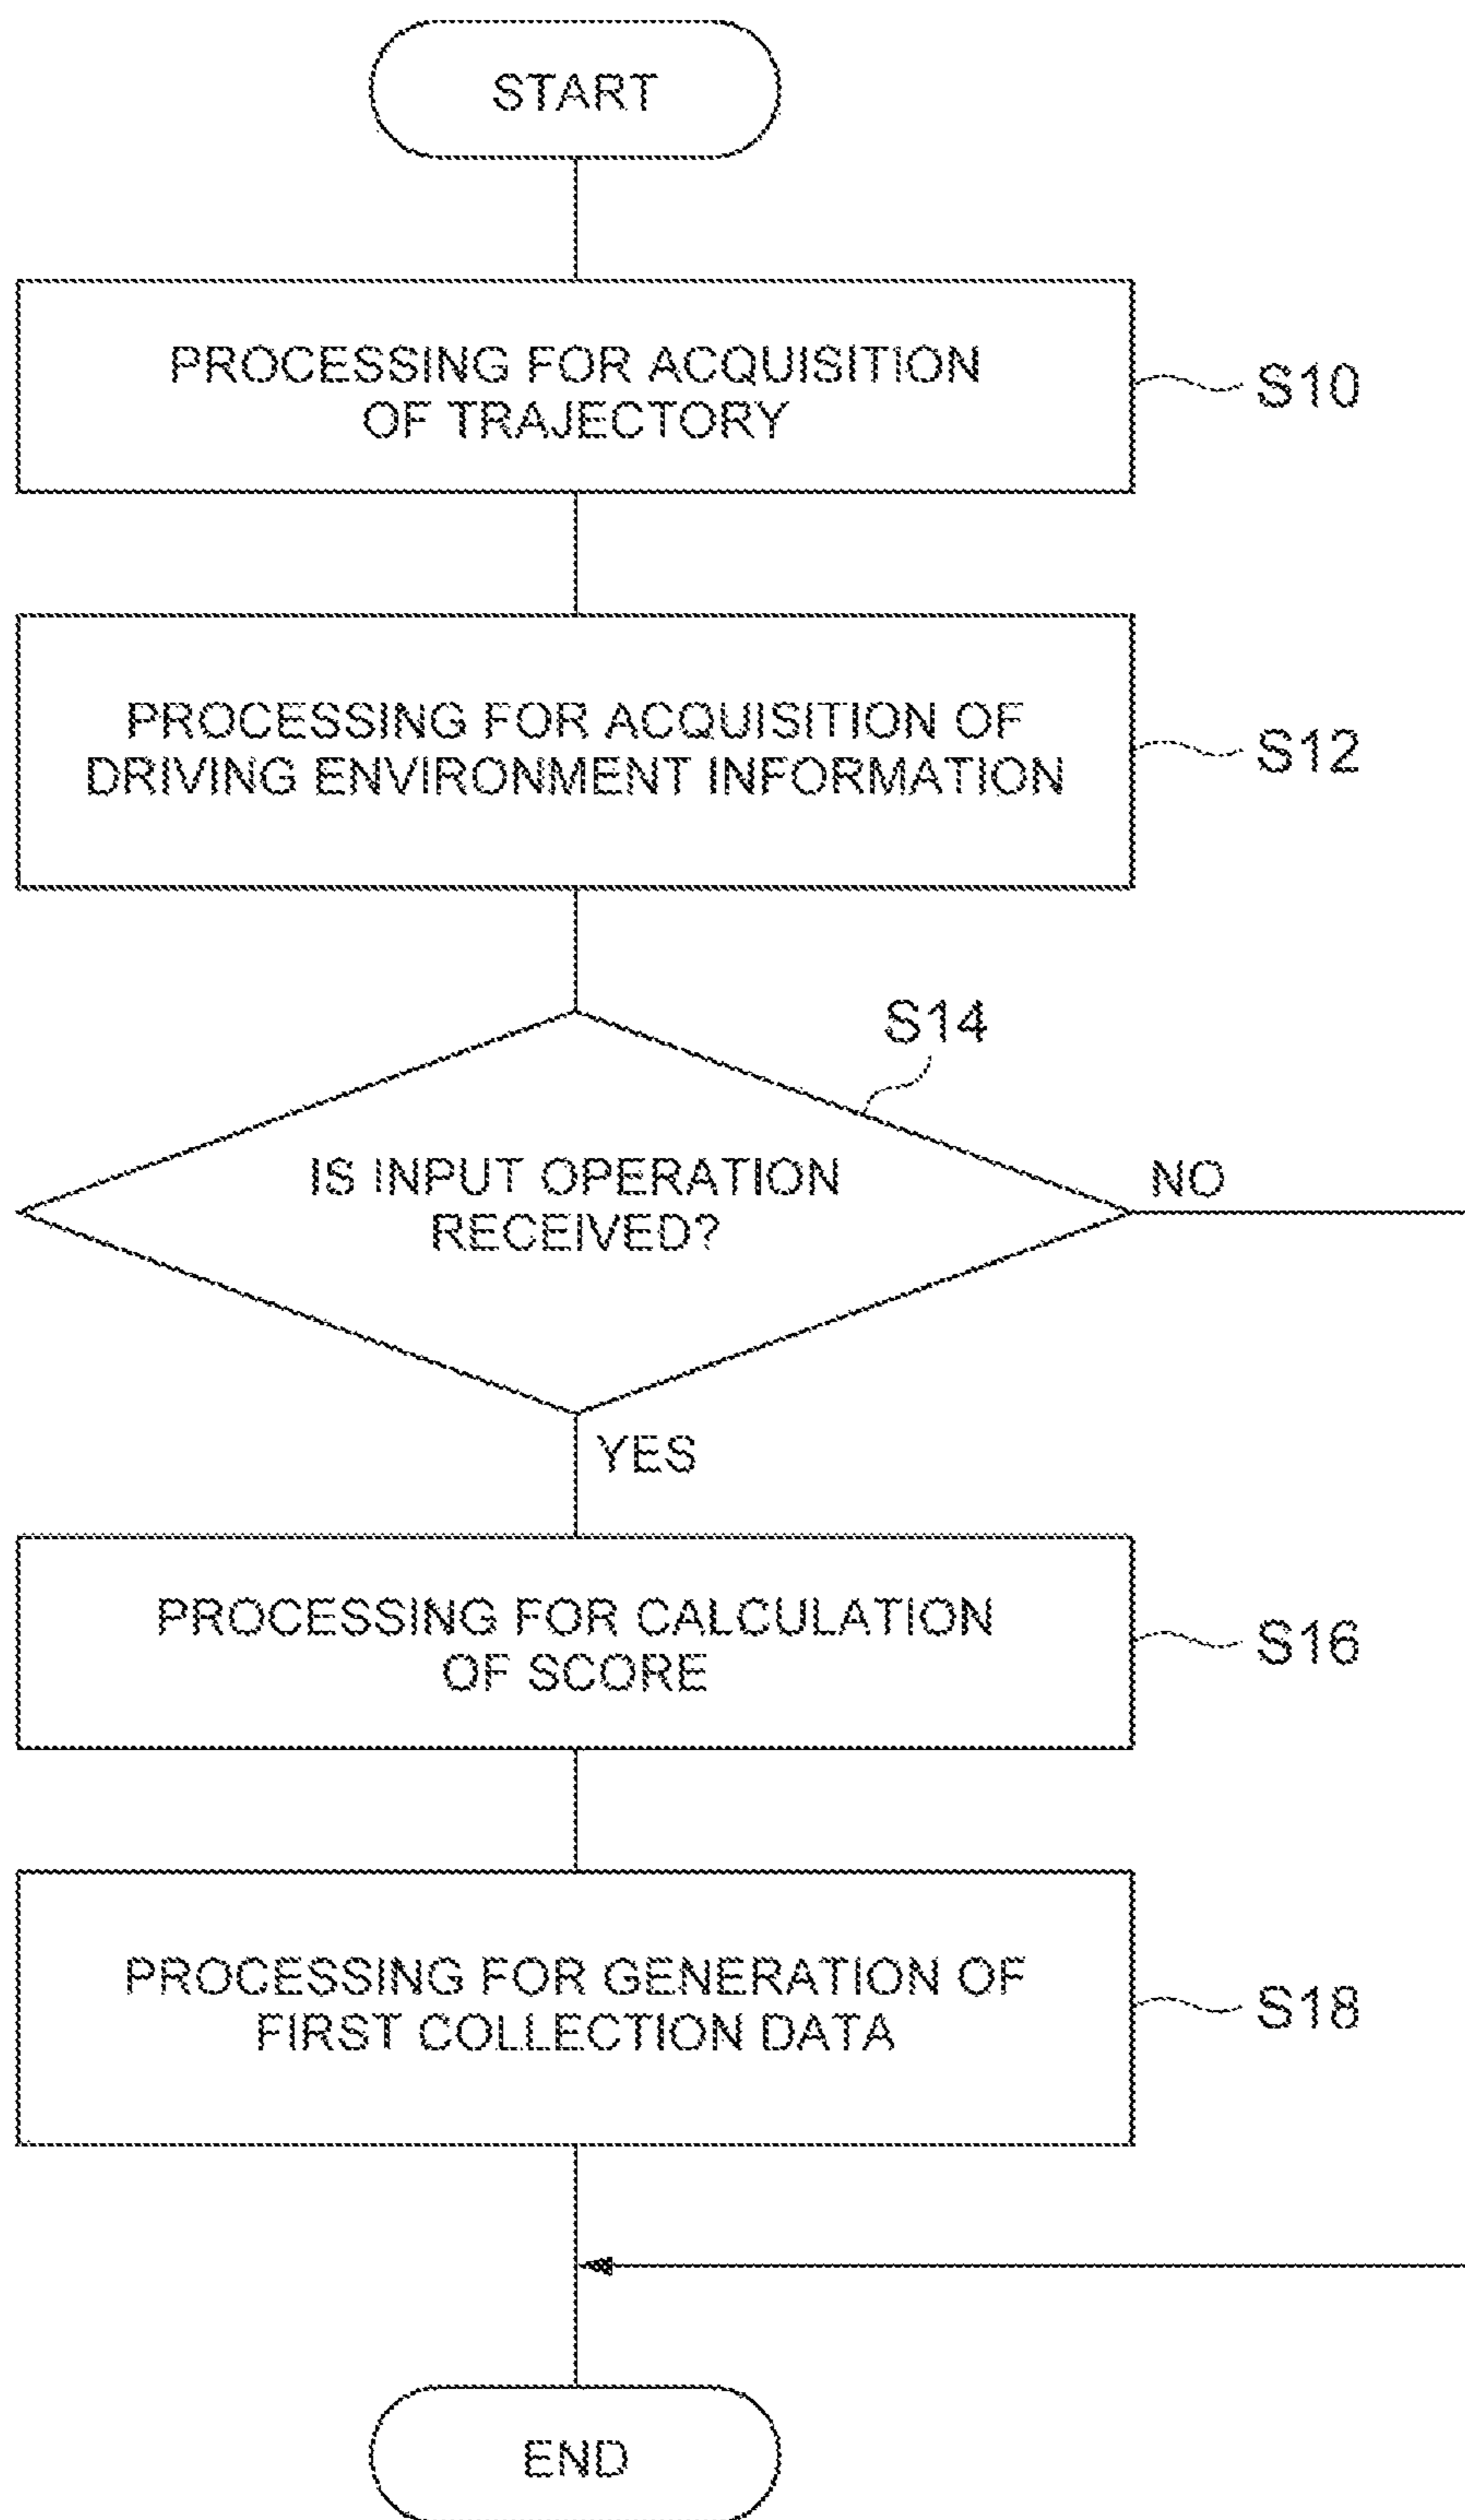 START
PROCESSING FOR ACQUISITION
OF TRAJECTORY
S10
PROCESSING FOR ACQUISITION OF
DRIVING ENVIRONMENT INFORMATION
S12
S14
IS INPUT OPERATION
RECEIVED?
NO
YES
PROCESSING FOR CALCULATION
OF SCORE
S16
PROCESSING FOR GENERATION OF
FIRST COLLECTION DATA
S18
END